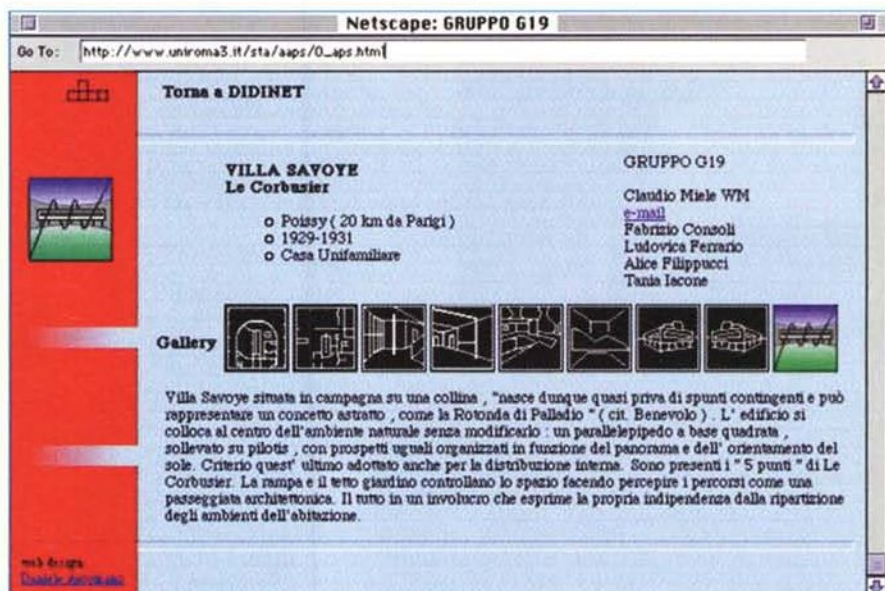 Netscape: GRUPPO G19
Go To: http://www.uniroma3.it/sta/aaps/0_aps.html
Torna a DIDINET
VILLA SAVOYE
Le Corbusier
o Poissy ( 20 km da Parigi )
o 1929-1931
o Casa Unifamiliare
GRUPPO G19
Claudio Miele WM
e-mail
Fabrizio Consoli
Ludovica Ferrario
Alice Filippucci
Tania Iacone
Gallery
Villa Savoye situata in campagna su una collina , "nasce dunque quasi priva di spunti contingenti e può
rappresentare un concetto astratto , come la Rotonda di Palladio " ( cit. Benevolo ) . L' edificio si
colloca al centro dell'ambiente naturale senza modificarlo : un parallelepipedo a base quadrata ,
sollevato su pilotis , con prospetti uguali organizzati in funzione del panorama e dell' orientamento del
sole. Criterio quest' ultimo adottato anche per la distribuzione interna. Sono presenti i " 5 punti " di Le
Corbusier. La rampa e il tetto giardino controllano lo spazio facendo percepire i percorsi come una
passeggiata architettonica. Il tutto in un involucro che esprime la propria indipendenza dalla ripartizione
degli ambienti dell'abitazione.
web design
Daniele